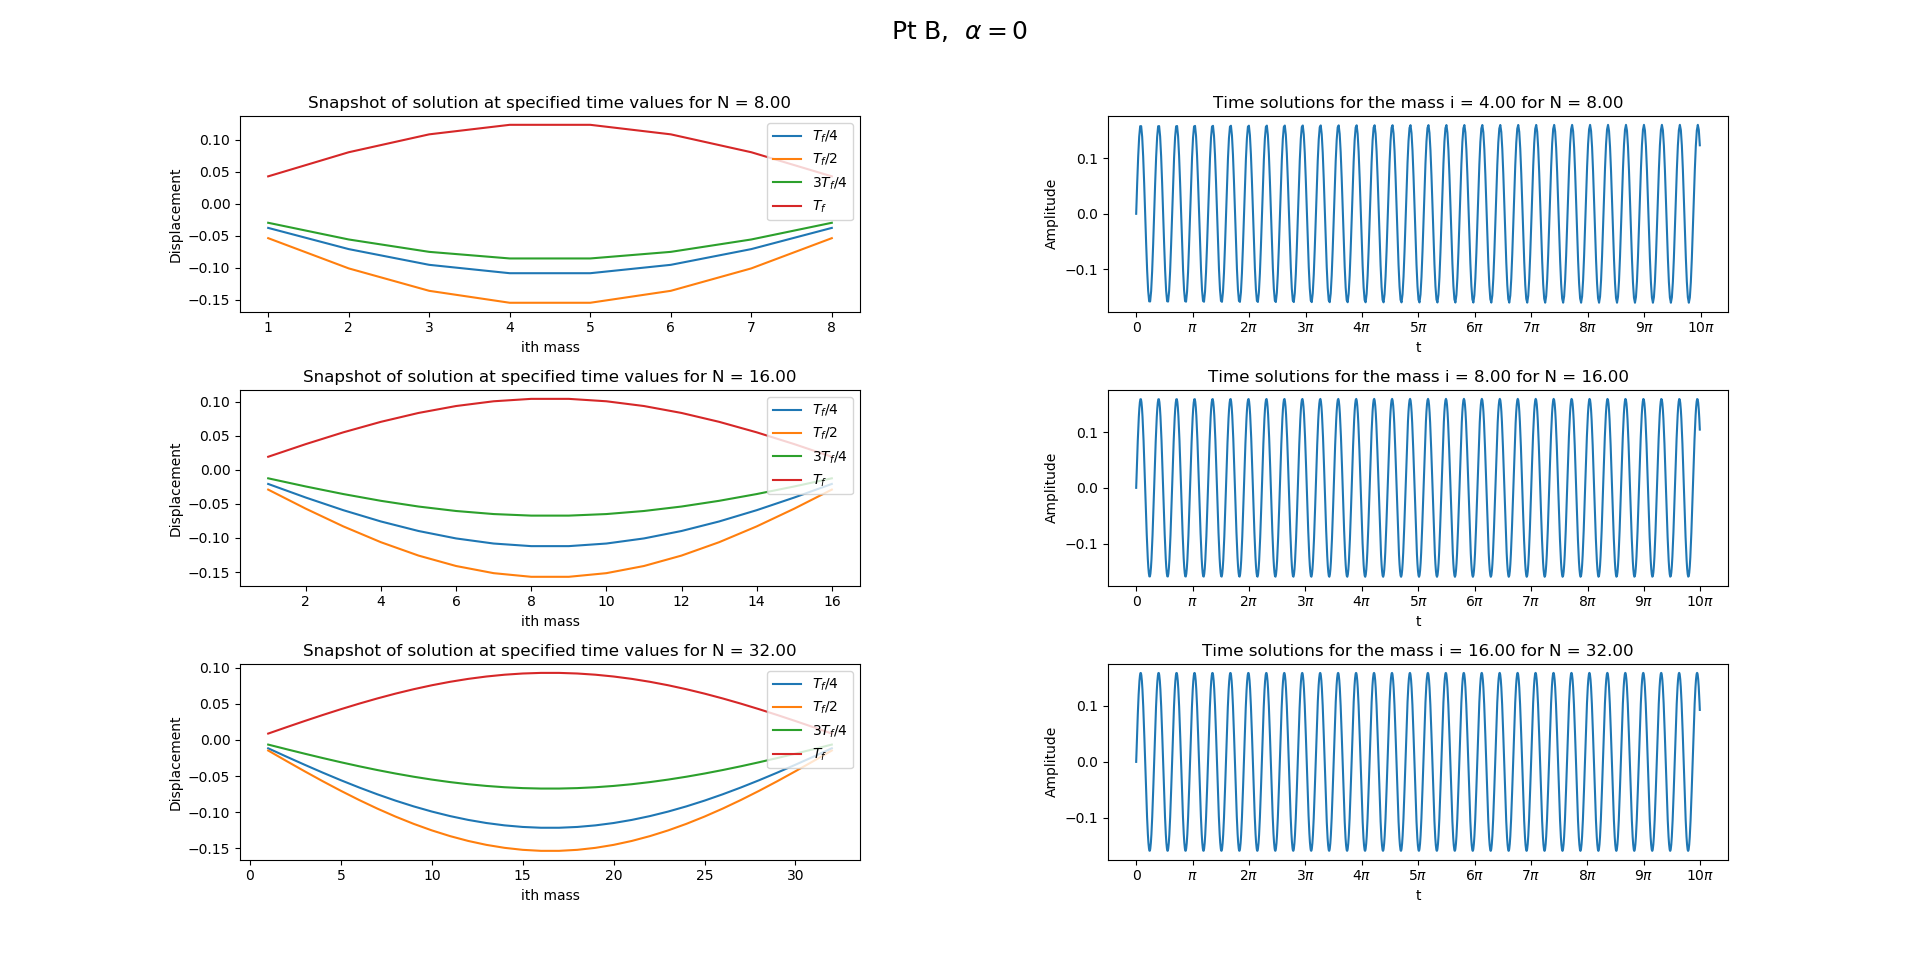 Pt B, α = 0
Snapshot of solution at specified time values for N = 8.00
Displacement
0.10
0.05
0.00
−0.05
−0.10
−0.15
T_f/4
T_f/2
3T_f/4
T_f
1 2 3 4 5 6 7 8
ith mass
Time solutions for the mass i = 4.00 for N = 8.00
Amplitude
0.1
0.0
−0.1
0 π 2π 3π 4π 5π 6π 7π 8π 9π 10π
t
Snapshot of solution at specified time values for N = 16.00
Displacement
0.10
0.05
0.00
−0.05
−0.10
−0.15
T_f/4
T_f/2
3T_f/4
T_f
2 4 6 8 10 12 14 16
ith mass
Time solutions for the mass i = 8.00 for N = 16.00
Amplitude
0.1
0.0
−0.1
0 π 2π 3π 4π 5π 6π 7π 8π 9π 10π
t
Snapshot of solution at specified time values for N = 32.00
Displacement
0.10
0.05
0.00
−0.05
−0.10
−0.15
T_f/4
T_f/2
3T_f/4
T_f
0 5 10 15 20 25 30
ith mass
Time solutions for the mass i = 16.00 for N = 32.00
Amplitude
0.1
0.0
−0.1
0 π 2π 3π 4π 5π 6π 7π 8π 9π 10π
t